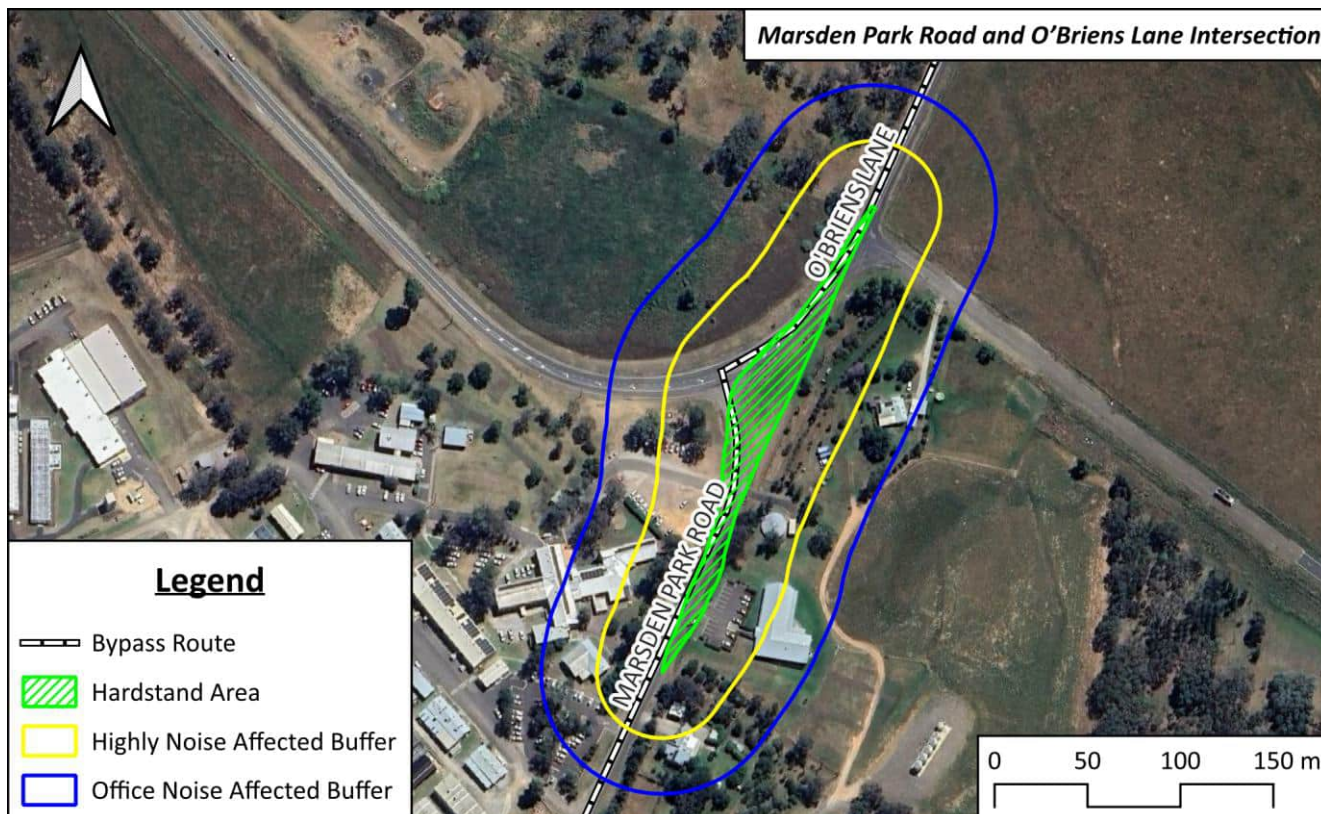 Marsden Park Road and O’Briens Lane Intersection
O'BRIENS LANE
MARSDEN PARK ROAD
Legend
Bypass Route
Hardstand Area
Highly Noise Affected Buffer
Office Noise Affected Buffer
0 50 100 150 m